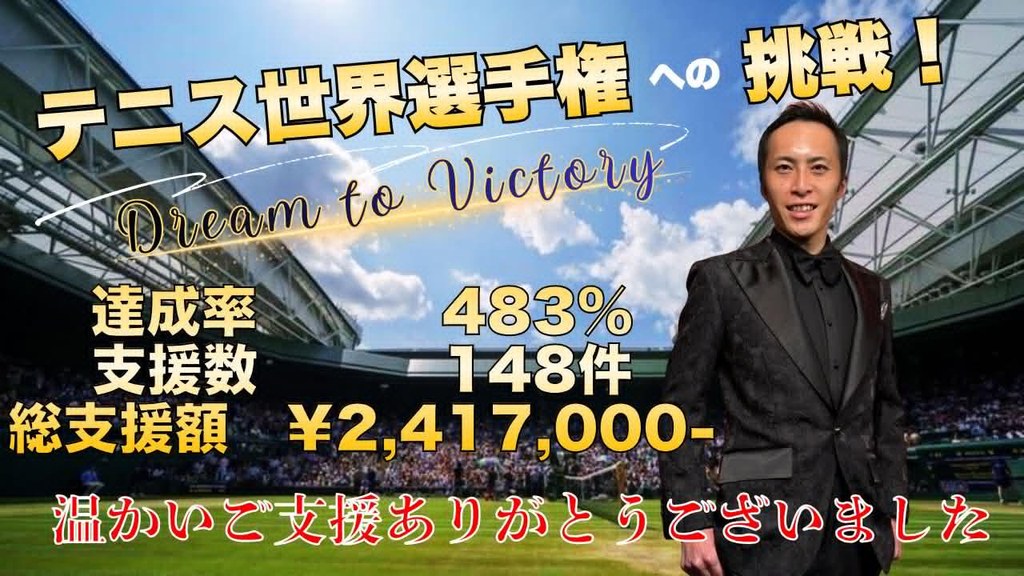 テニス世界選手権への挑戦！
Dream to Victory
達成率 483%
支援数 148件
総支援額 ¥2,417,000-
温かいご支援ありがとうございました